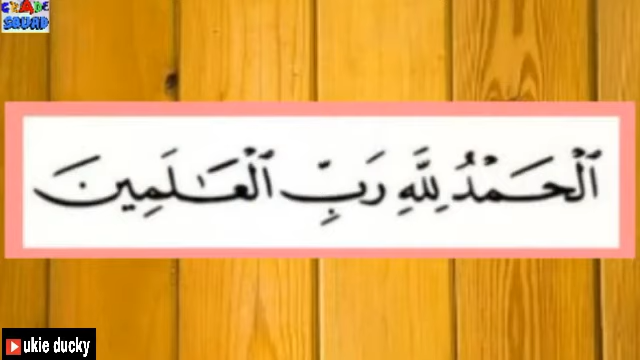 GRADE
SQUAD
ٱلْحَمْدُ لِلَّهِ رَبِّ ٱلْعَـٰلَمِينَ
ukie ducky